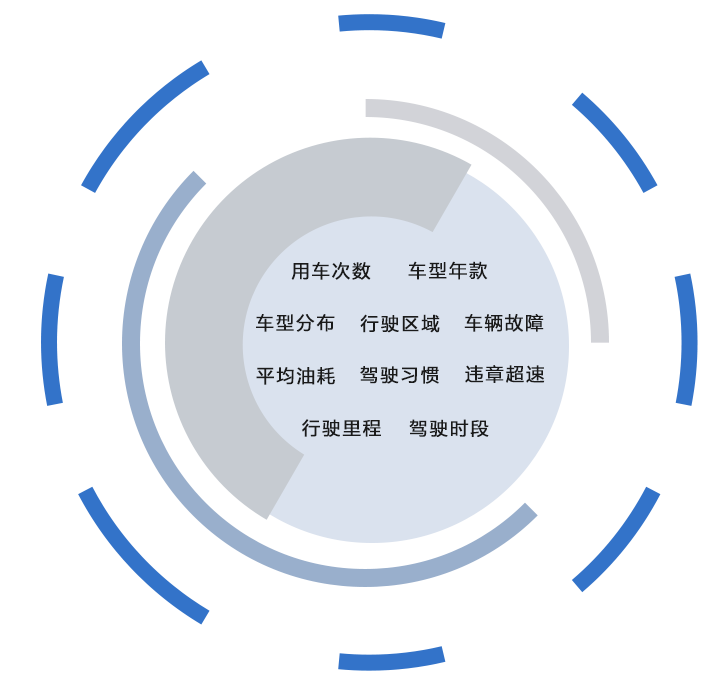 用车次数 车型年款
车型分布 行驶区域 车辆故障
平均油耗 驾驶习惯 违章超速
行驶里程 驾驶时段